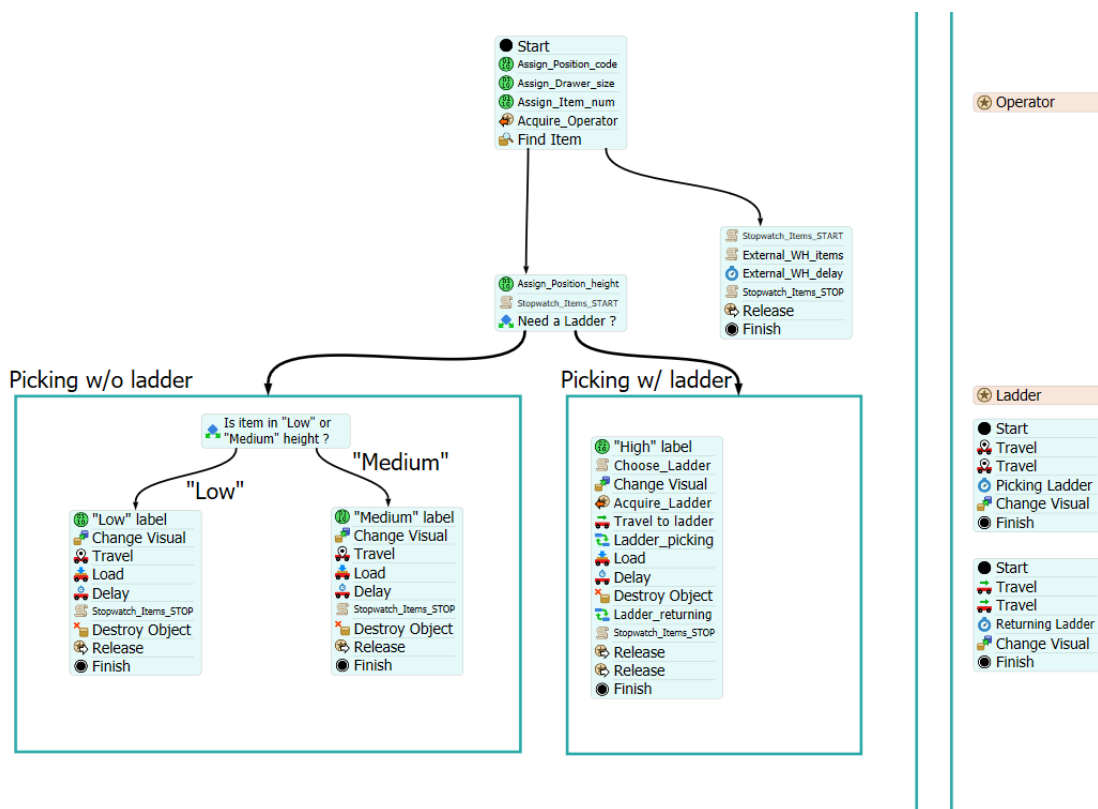 Start
Assign_Position_code
Assign_Drawer_size
Assign_Item_num
Acquire_Operator
Find Item
Operator
Stopwatch_Items_START
External_WH_items
External_WH_delay
Stopwatch_Items_STOP
Release
Finish
Assign_Position_height
Stopwatch_Items_START
Need a Ladder ?
Picking w/o ladder
Is item in "Low" or
"Medium" height ?
"Low"
"Medium"
"Low" label
Change Visual
Travel
Load
Delay
Stopwatch_Items_STOP
Destroy Object
Release
Finish
"Medium" label
Change Visual
Travel
Load
Delay
Stopwatch_Items_STOP
Destroy Object
Release
Finish
Picking w/ ladder
"High" label
Choose_Ladder
Change Visual
Acquire_Ladder
Travel to ladder
Ladder_picking
Load
Delay
Destroy Object
Ladder_returning
Stopwatch_Items_STOP
Release
Release
Finish
Ladder
Start
Travel
Travel
Picking Ladder
Change Visual
Finish
Start
Travel
Travel
Returning Ladder
Change Visual
Finish